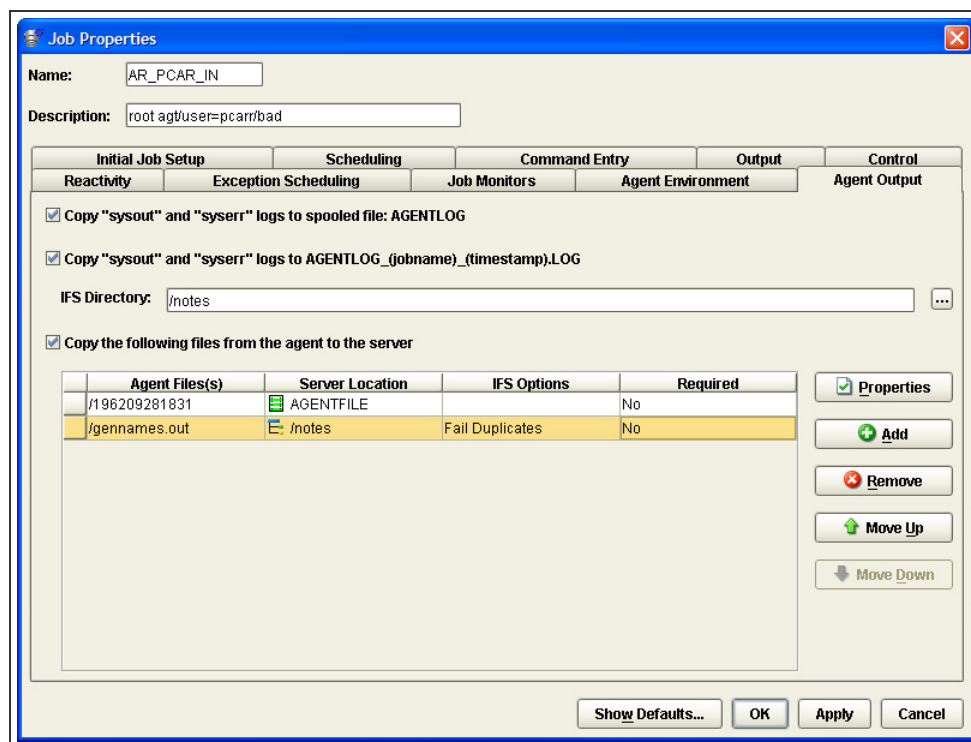 Job Properties
Name: AR_PCAR_IN
Description: root agt/user=pcarr/bad
Initial Job Setup Scheduling Command Entry Output Control
Reactivity Exception Scheduling Job Monitors Agent Environment Agent Output
Copy "sysout" and "syserr" logs to spooled file: AGENTLOG
Copy "sysout" and "syserr" logs to AGENTLOG_(jobname)_(timestamp).LOG
IFS Directory: /notes ...
Copy the following files from the agent to the server
Agent Files(s) Server Location IFS Options Required
/196209281831 AGENTFILE No
/gennames.out /notes Fail Duplicates No
Properties
Add
Remove
Move Up
Move Down
Show Defaults... OK Apply Cancel